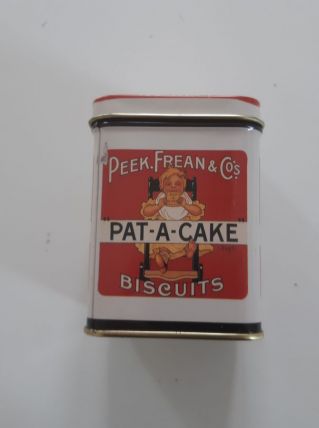 PEEK, FREAN & CO'S
"PAT-A-CAKE"
BISCUITS